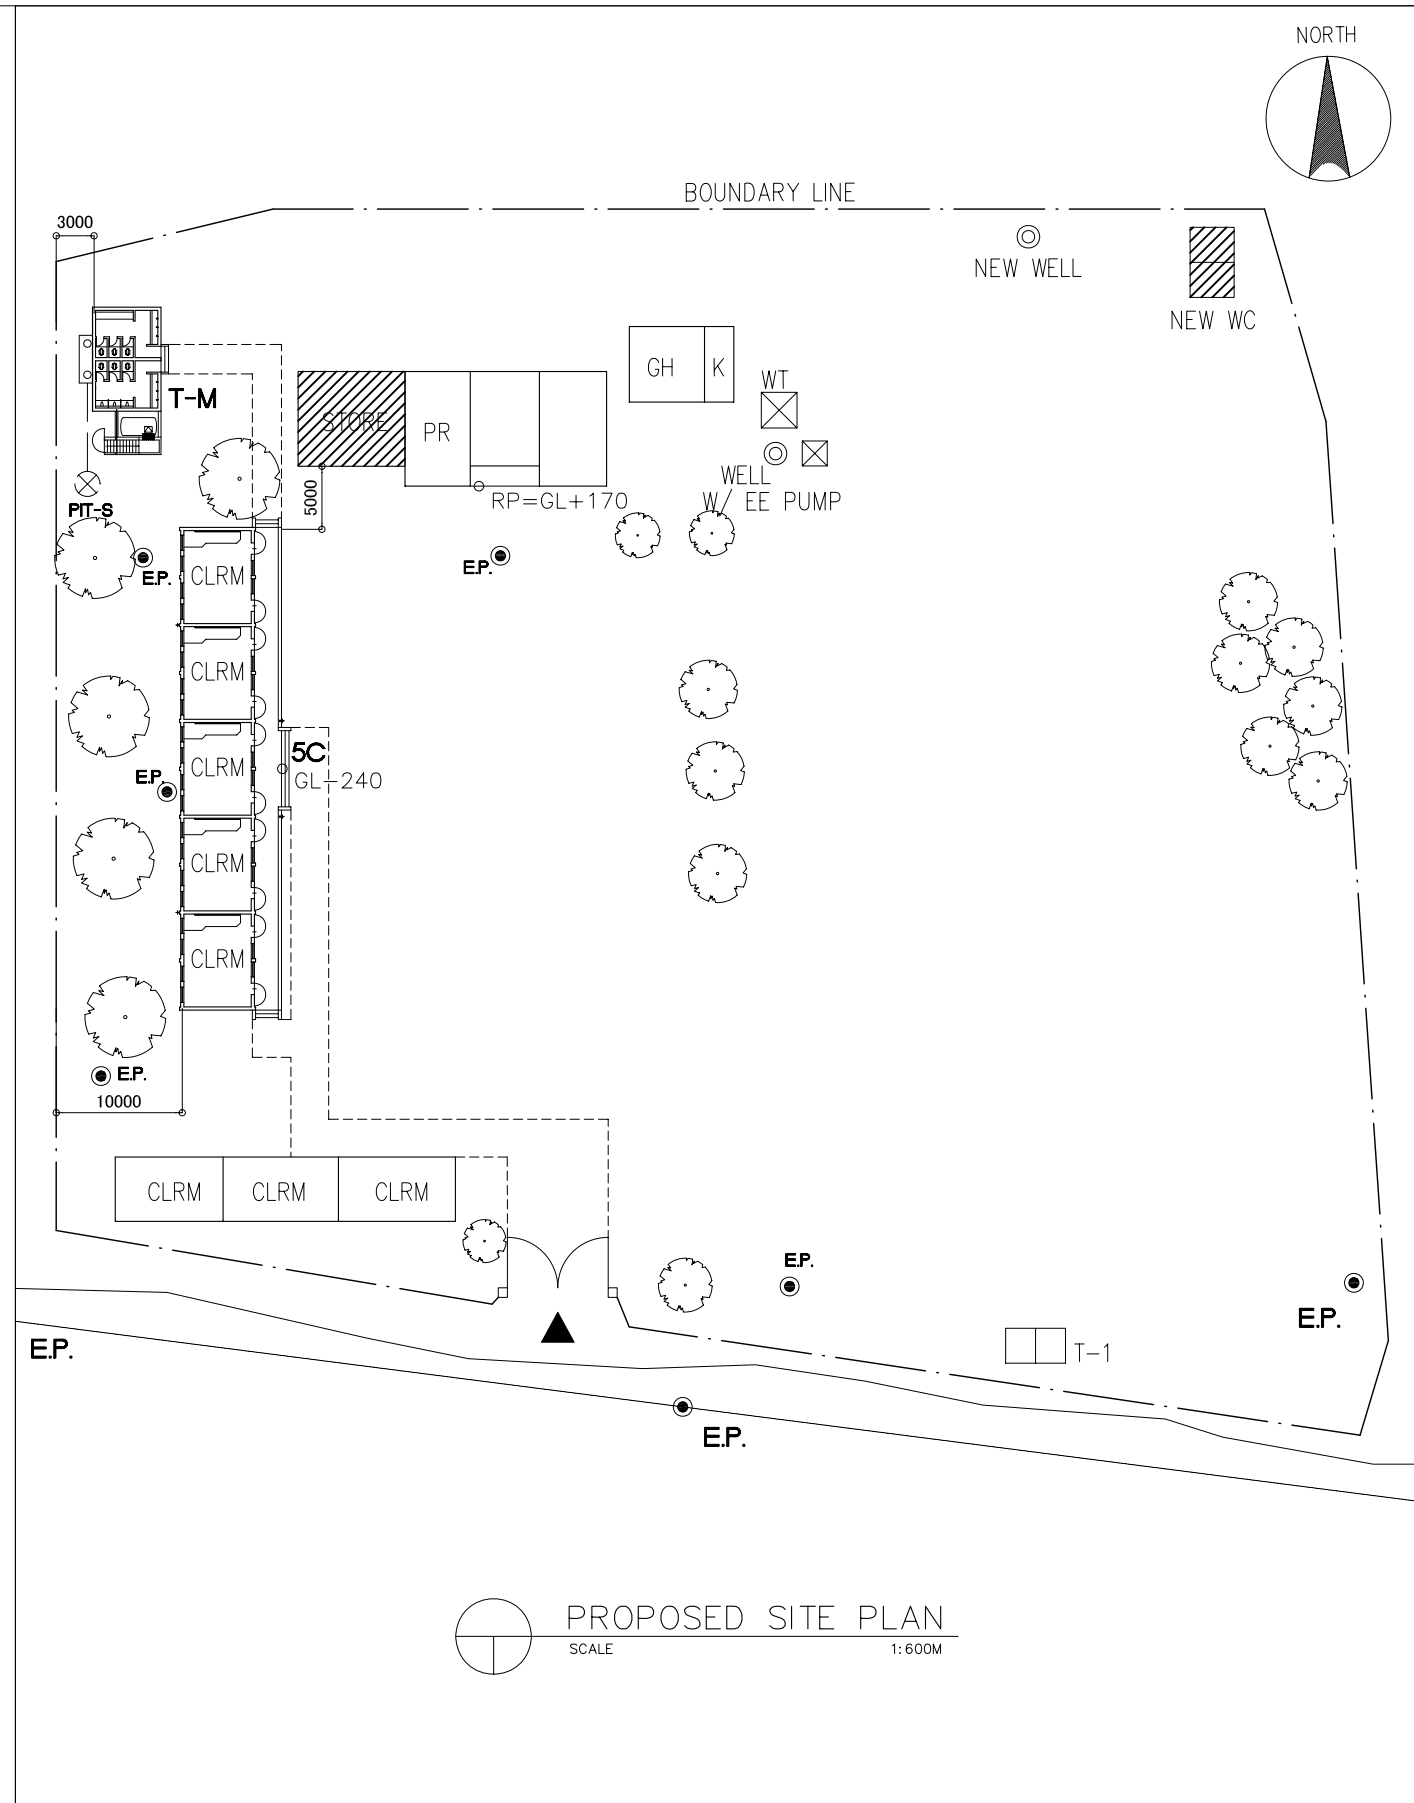 NORTH
BOUNDARY LINE
3000
NEW WELL
NEW WC
GH
K
WT
T-M
STORE
PR
WELL
W/ EE PUMP
RP=GL+170
5000
PIT-S
E.P.
E.P.
CLRM
CLRM
5C
CLRM
GL-240
E.P.
CLRM
CLRM
E.P.
10000
CLRM
CLRM
CLRM
E.P.
E.P.
E.P.
T-1
E.P.
PROPOSED SITE PLAN
SCALE
1:600M